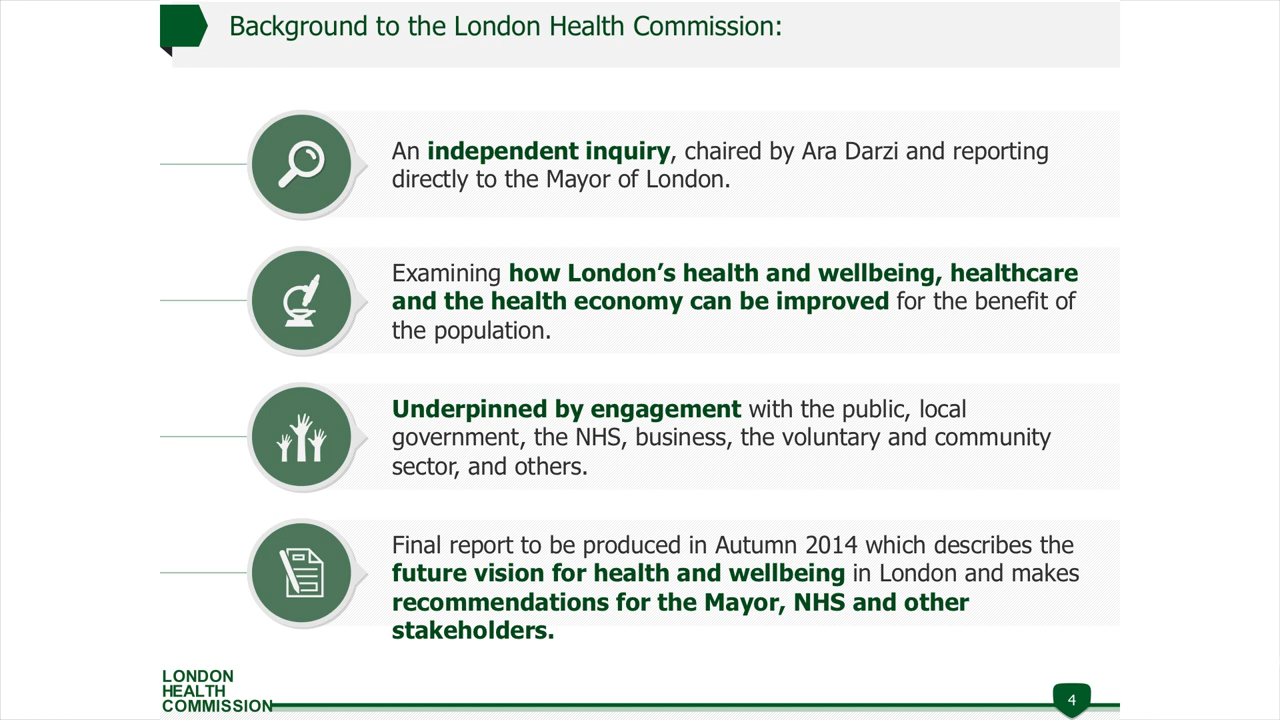 Background to the London Health Commission:
An independent inquiry, chaired by Ara Darzi and reporting
directly to the Mayor of London.
Examining how London’s health and wellbeing, healthcare
and the health economy can be improved for the benefit of
the population.
Underpinned by engagement with the public, local
government, the NHS, business, the voluntary and community
sector, and others.
Final report to be produced in Autumn 2014 which describes the
future vision for health and wellbeing in London and makes
recommendations for the Mayor, NHS and other
stakeholders.
LONDON
HEALTH
COMMISSION
4